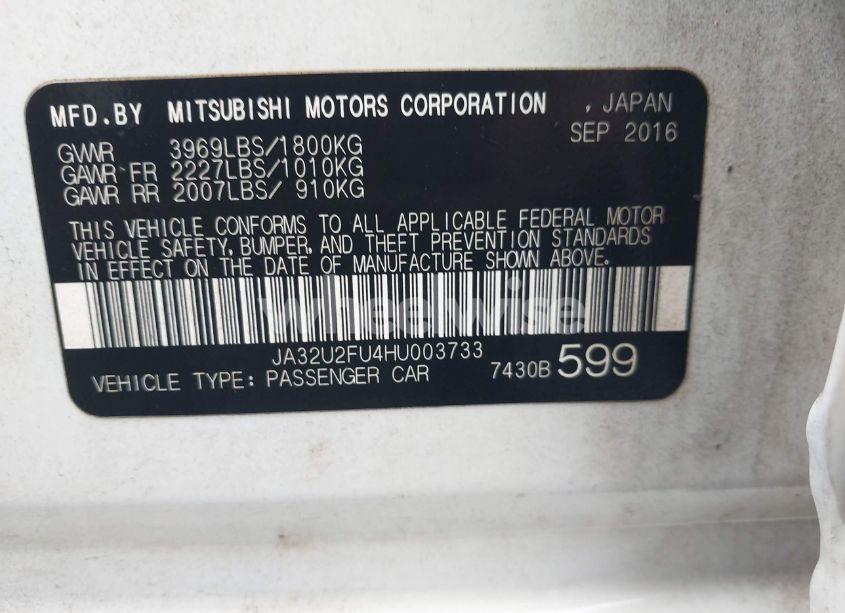 MFD.BY MITSUBISHI MOTORS CORPORATION , JAPAN
SEP 2016
GVWR 3969LBS/1800KG
GAWR FR 2227LBS/1010KG
GAWR RR 2007LBS/ 910KG
THIS VEHICLE CONFORMS TO ALL APPLICABLE FEDERAL MOTOR
VEHICLE SAFETY, BUMPER, AND THEFT PREVENTION STANDARDS
IN EFFECT ON THE DATE OF MANUFACTURE SHOWN ABOVE.
wheelwise
JA32U2FU4HU003733
VEHICLE TYPE: PASSENGER CAR 7430B 599